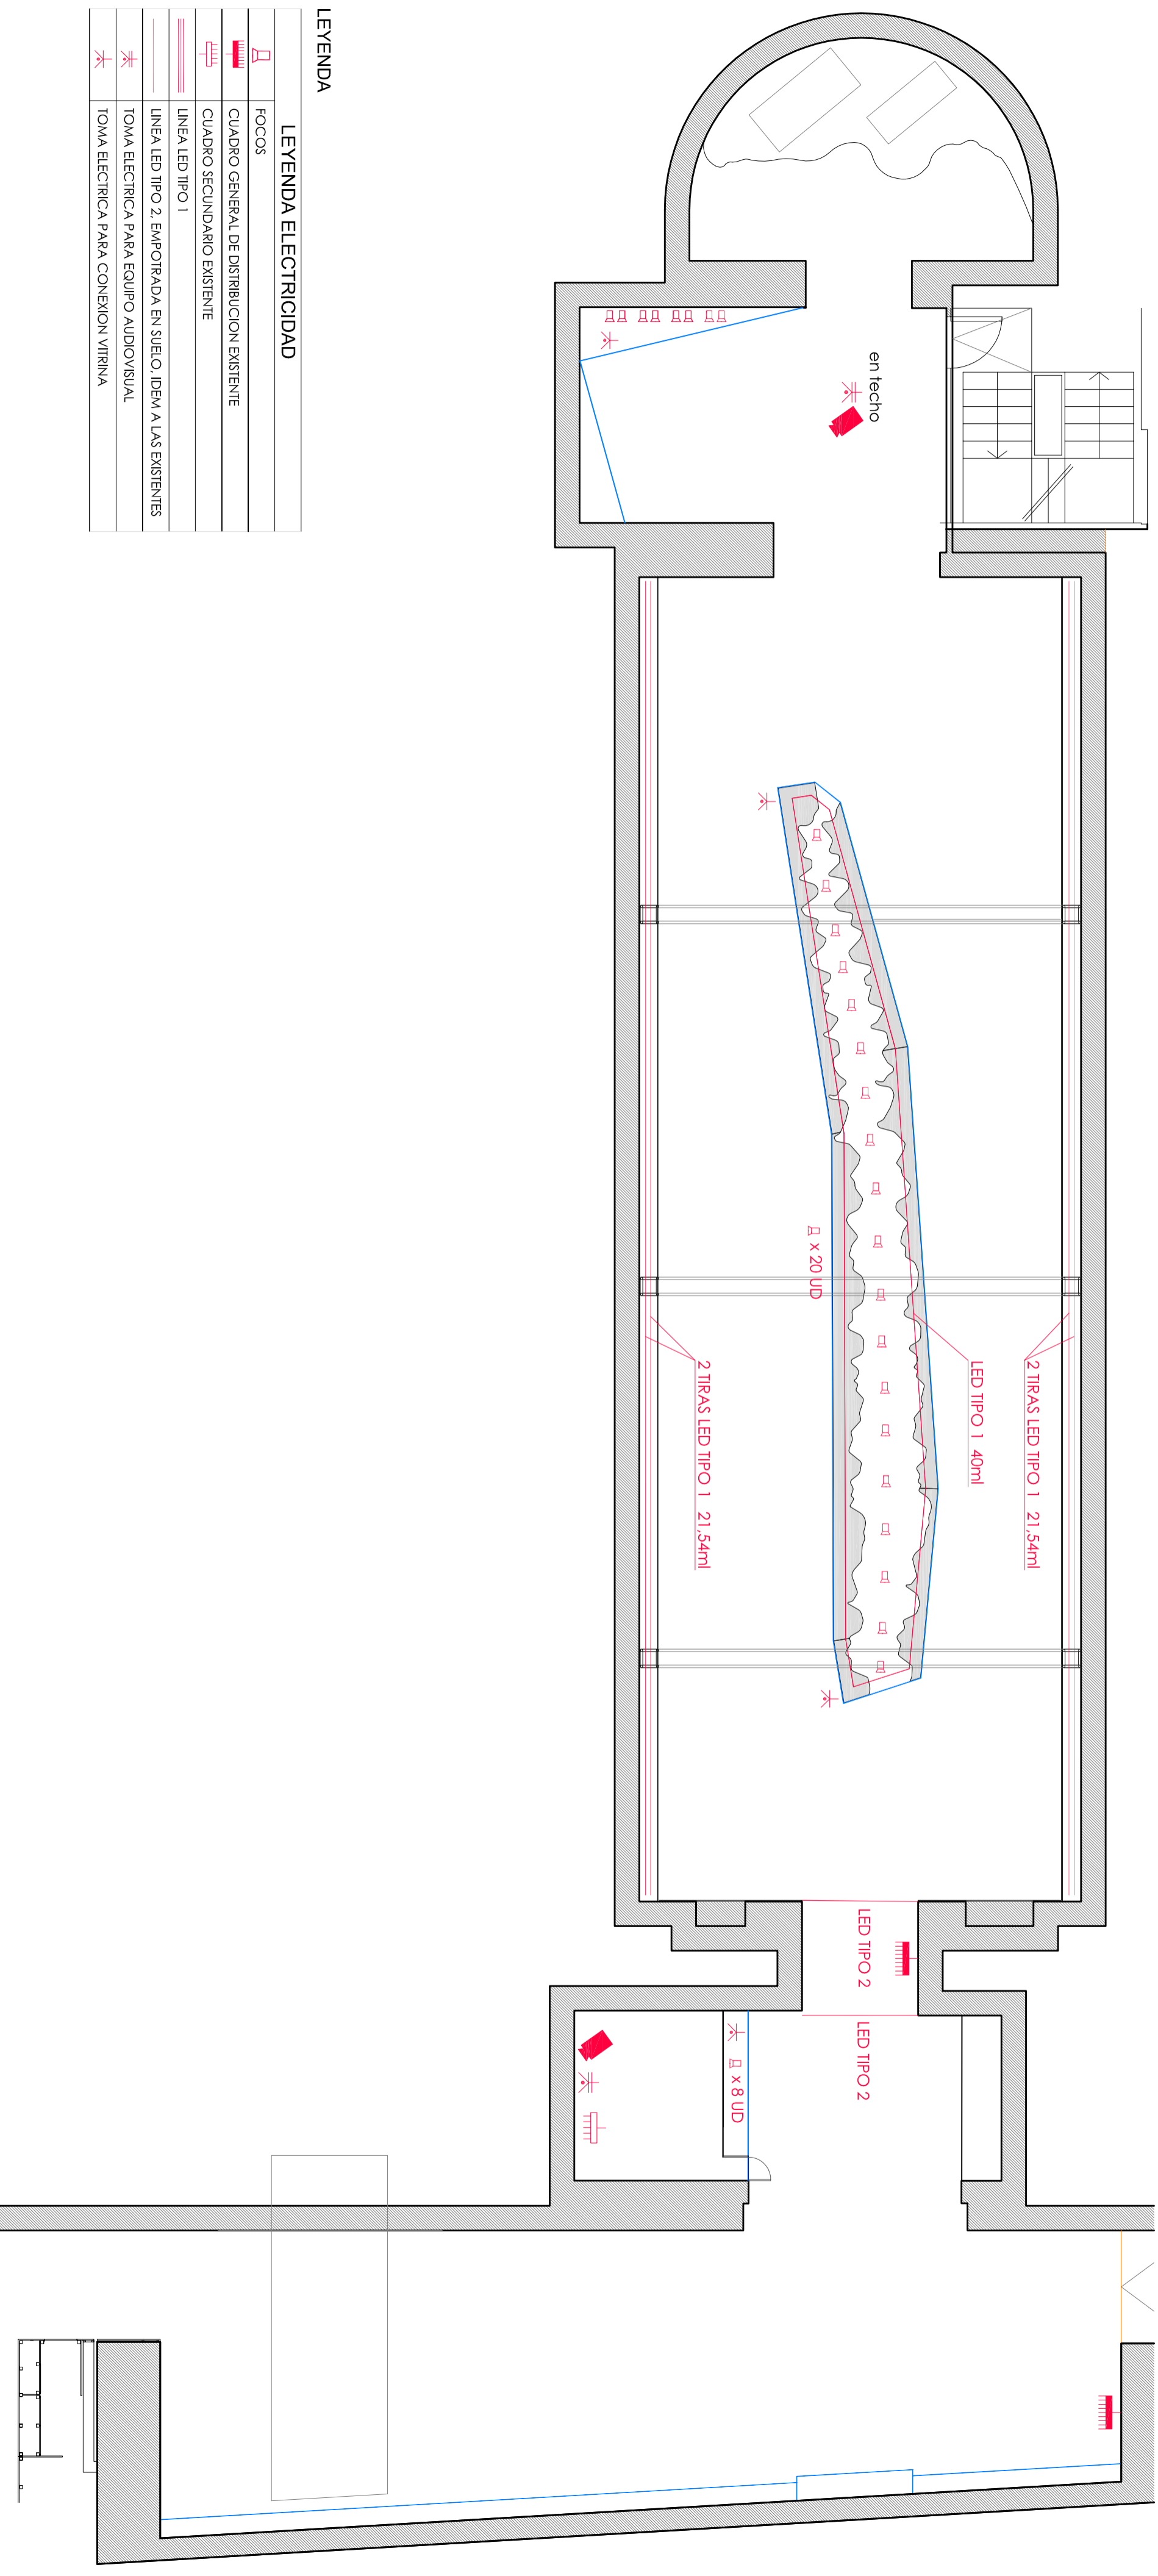 LEYENDA
LEYENDA ELECTRICIDAD
FOCOS
CUADRO GENERAL DE DISTRIBUCION EXISTENTE
CUADRO SECUNDARIO EXISTENTE
LINEA LED TIPO 1
LINEA LED TIPO 2, EMPOTRADA EN SUELO, IDEM A LAS EXISTENTES
TOMA ELECTRICA PARA EQUIPO AUDIOVISUAL
TOMA ELECTRICA PARA CONEXION VITRINA
en techo
x 20 UD
2 TIRAS LED TIPO 1 21,54ml
LED TIPO 1 40ml
2 TIRAS LED TIPO 1 21,54ml
LED TIPO 2
LED TIPO 2
x 8 UD